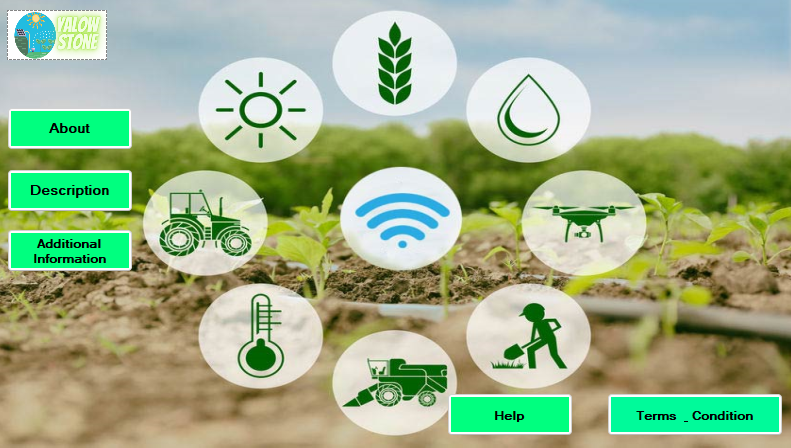 VALOW
STONE
About
Description
Additional
Information
Help
Terms _ Condition